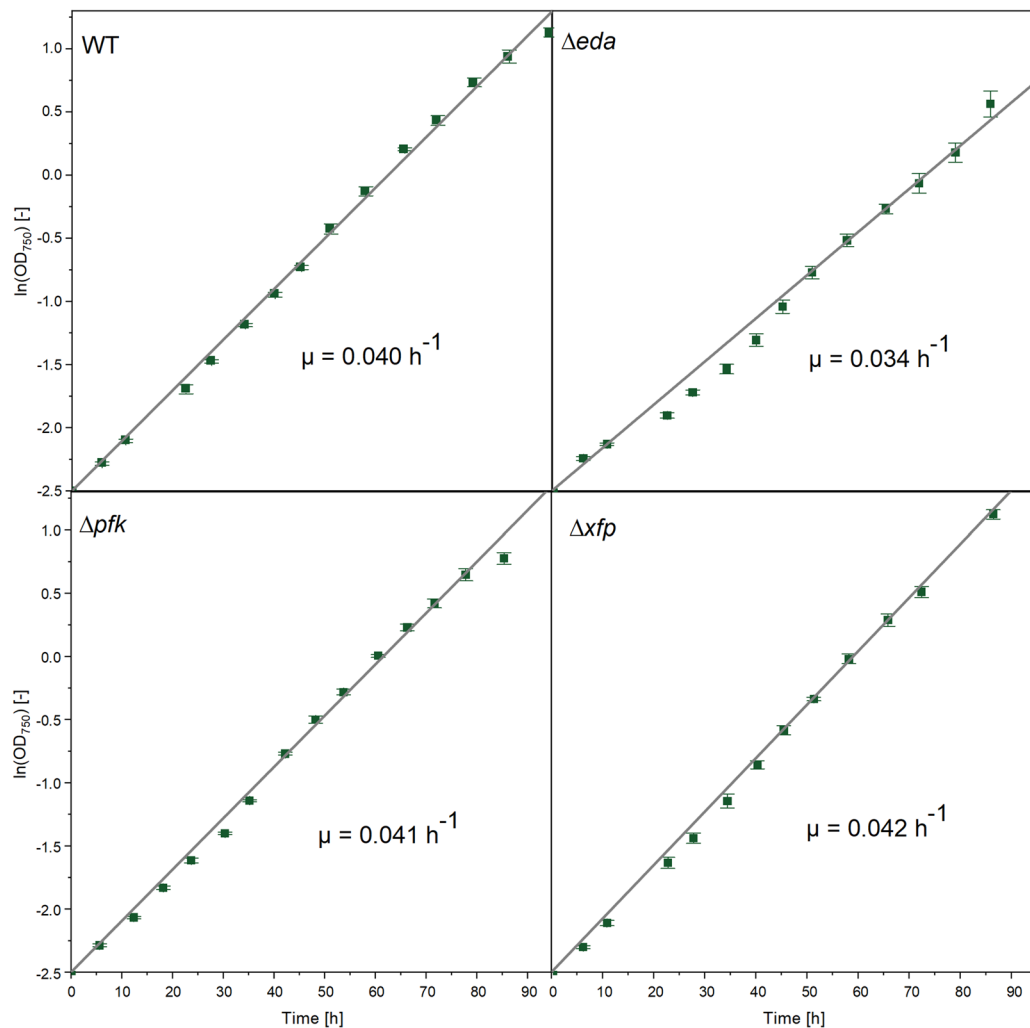 WT
Δeda
1.0
0.5
0.0
-0.5
-1.0
-1.5
-2.0
-2.5
ln(OD750) [-]
μ = 0.040 h-1
μ = 0.034 h-1
Δpfk
Δxfp
1.0
0.5
0.0
-0.5
-1.0
-1.5
-2.0
-2.5
ln(OD750) [-]
μ = 0.041 h-1
μ = 0.042 h-1
0 10 20 30 40 50 60 70 80 90 0 10 20 30 40 50 60 70 80 90
Time [h] Time [h]